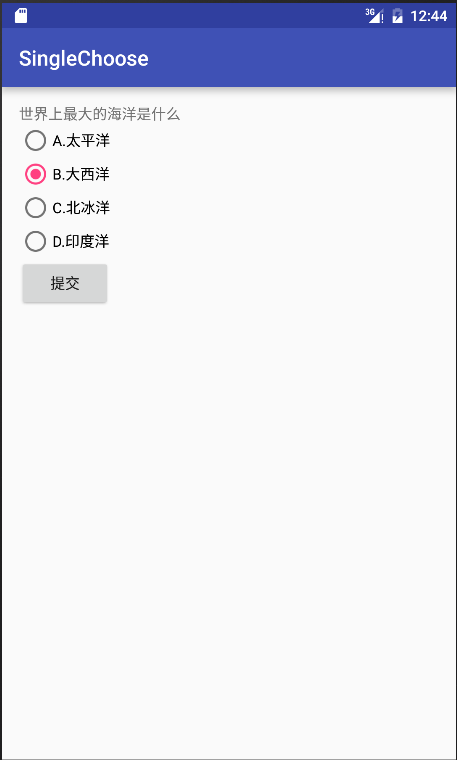 3G 12:44
SingleChoose
世界上最大的海洋是什么
A.太平洋
B.大西洋
C.北冰洋
D.印度洋
提交